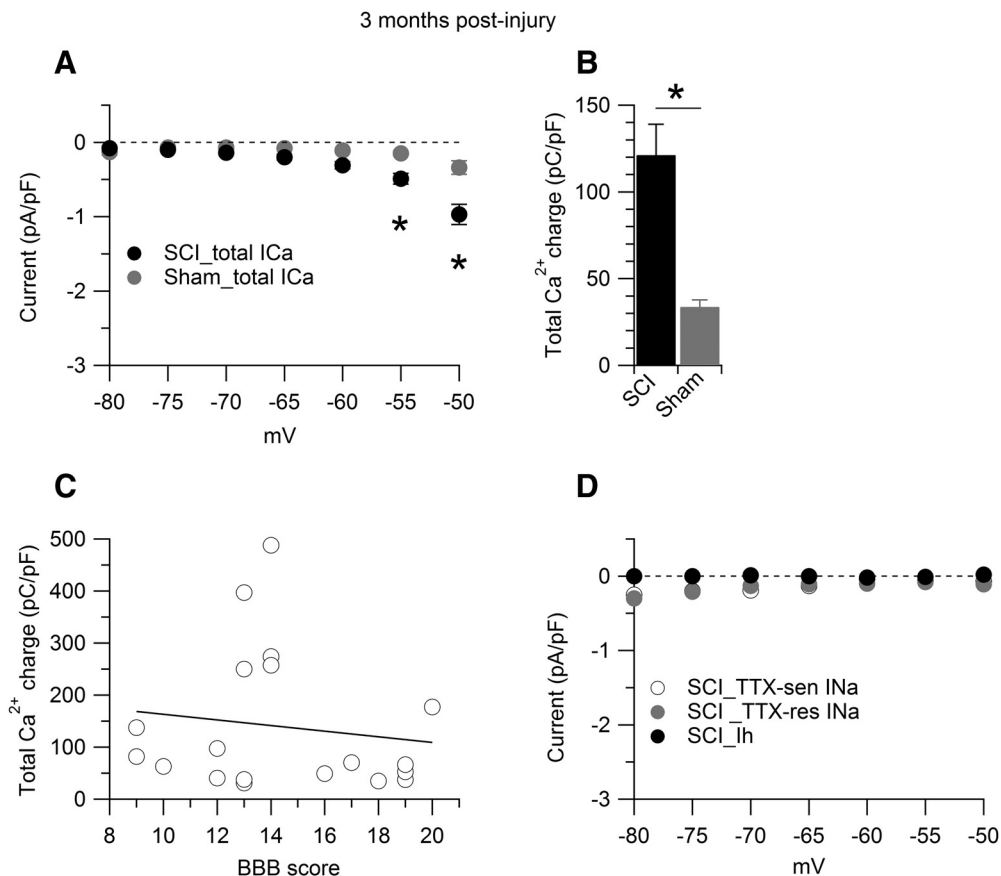 3 months post-injury
A
0
-1
-2
-3
Current (pA/pF)
SCI_total ICa
Sham_total ICa
*
*
-80 -75 -70 -65 -60 -55 -50
mV
B
*
150
100
50
0
Total Ca2+ charge (pC/pF)
SCI Sham
C
500
400
300
200
100
0
Total Ca2+ charge (pC/pF)
8 10 12 14 16 18 20
BBB score
D
0
-1
-2
-3
Current (pA/pF)
SCI_TTX-sen INa
SCI _TTX-res INa
SCI_Ih
-80 -75 -70 -65 -60 -55 -50
mV